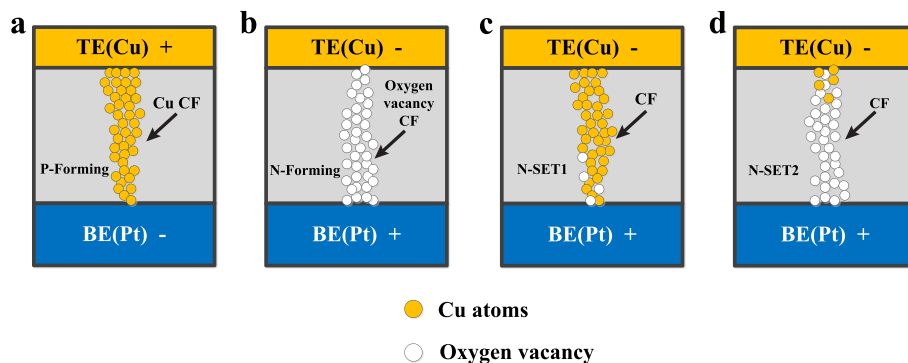 a
TE(Cu) +
Cu CF
P-Forming
BE(Pt) -
b
TE(Cu) -
Oxygen
vacancy
CF
N-Forming
BE(Pt) +
c
TE(Cu) -
CF
N-SET1
BE(Pt) +
d
TE(Cu) -
CF
N-SET2
BE(Pt) +
Cu atoms
Oxygen vacancy